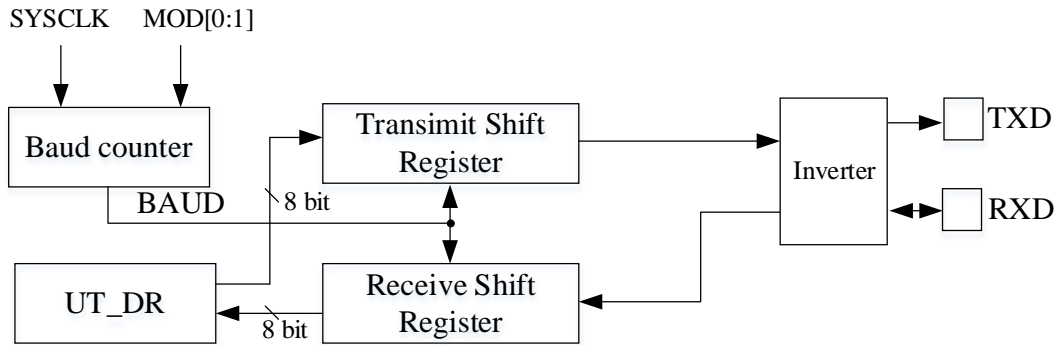 SYSCLK
MOD[0:1]
Baud counter
Transimit Shift
Register
TXD
Inverter
BAUD
8 bit
RXD
UT_DR
Receive Shift
Register
8 bit